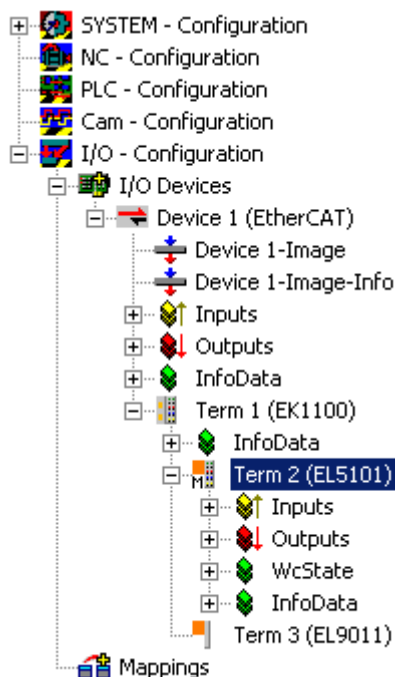 SYSTEM - Configuration
NC - Configuration
PLC - Configuration
Cam - Configuration
I/O - Configuration
I/O Devices
Device 1 (EtherCAT)
Device 1-Image
Device 1-Image-Info
Inputs
Outputs
InfoData
Term 1 (EK1100)
InfoData
M Term 2 (EL5101)
Inputs
Outputs
WcState
InfoData
Term 3 (EL9011)
Mappings